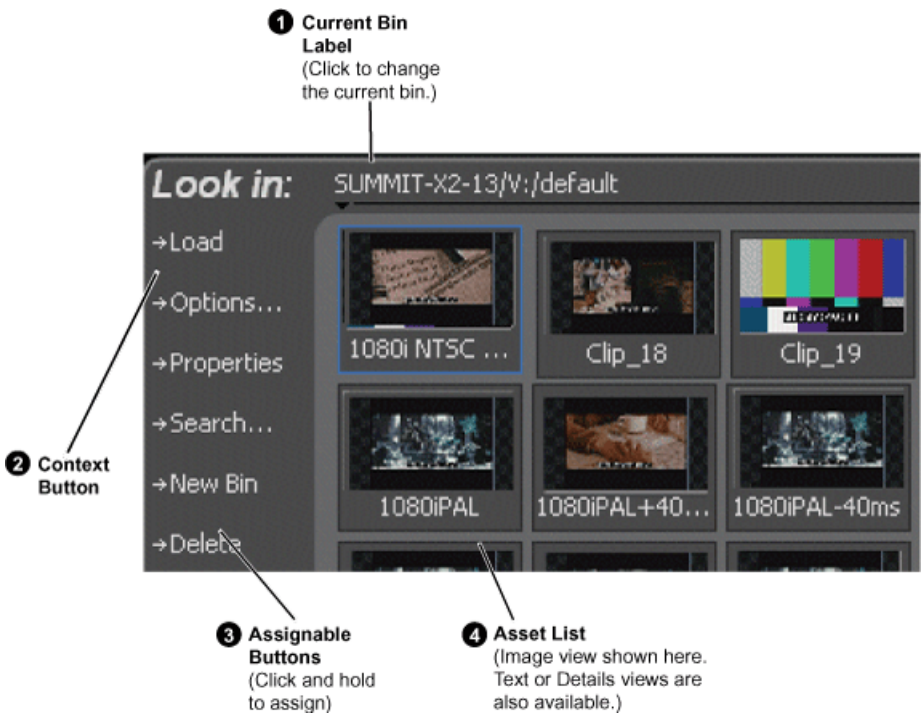 1 Current Bin
Label
(Click to change
the current bin.)
Look in:
SUMMIT-X2-13/V:/default
→Load
→Options...
→Properties
→Search...
→New Bin
→Delete
1080i NTSC ...
Clip_18
Clip_19
1080iPAL
1080iPAL+40...
1080iPAL-40ms
2 Context
Button
3 Assignable
Buttons
(Click and hold
to assign)
4 Asset List
(Image view shown here.
Text or Details views are
also available.)